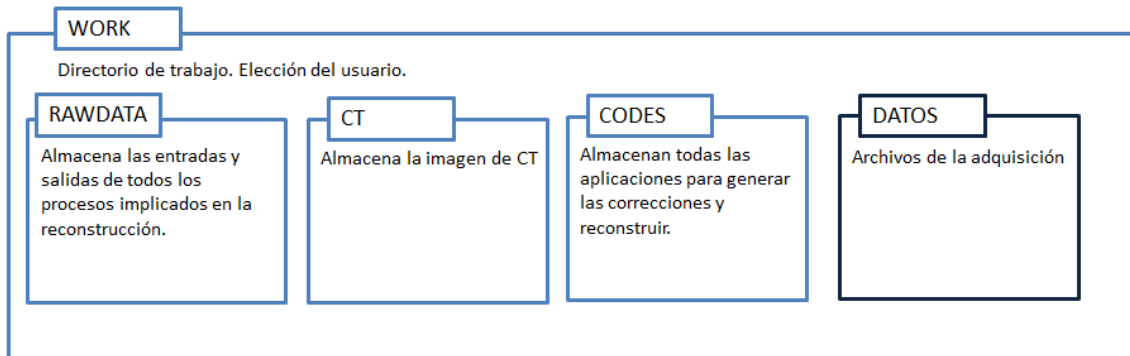 WORK
Directorio de trabajo. Elección del usuario.
RAWDATA
Almacena las entradas y
salidas de todos los
procesos implicados en la
reconstrucción.
CT
Almacena la imagen de CT
CODES
Almacenan todas las
aplicaciones para generar
las correcciones y
reconstruir.
DATOS
Archivos de la adquisición